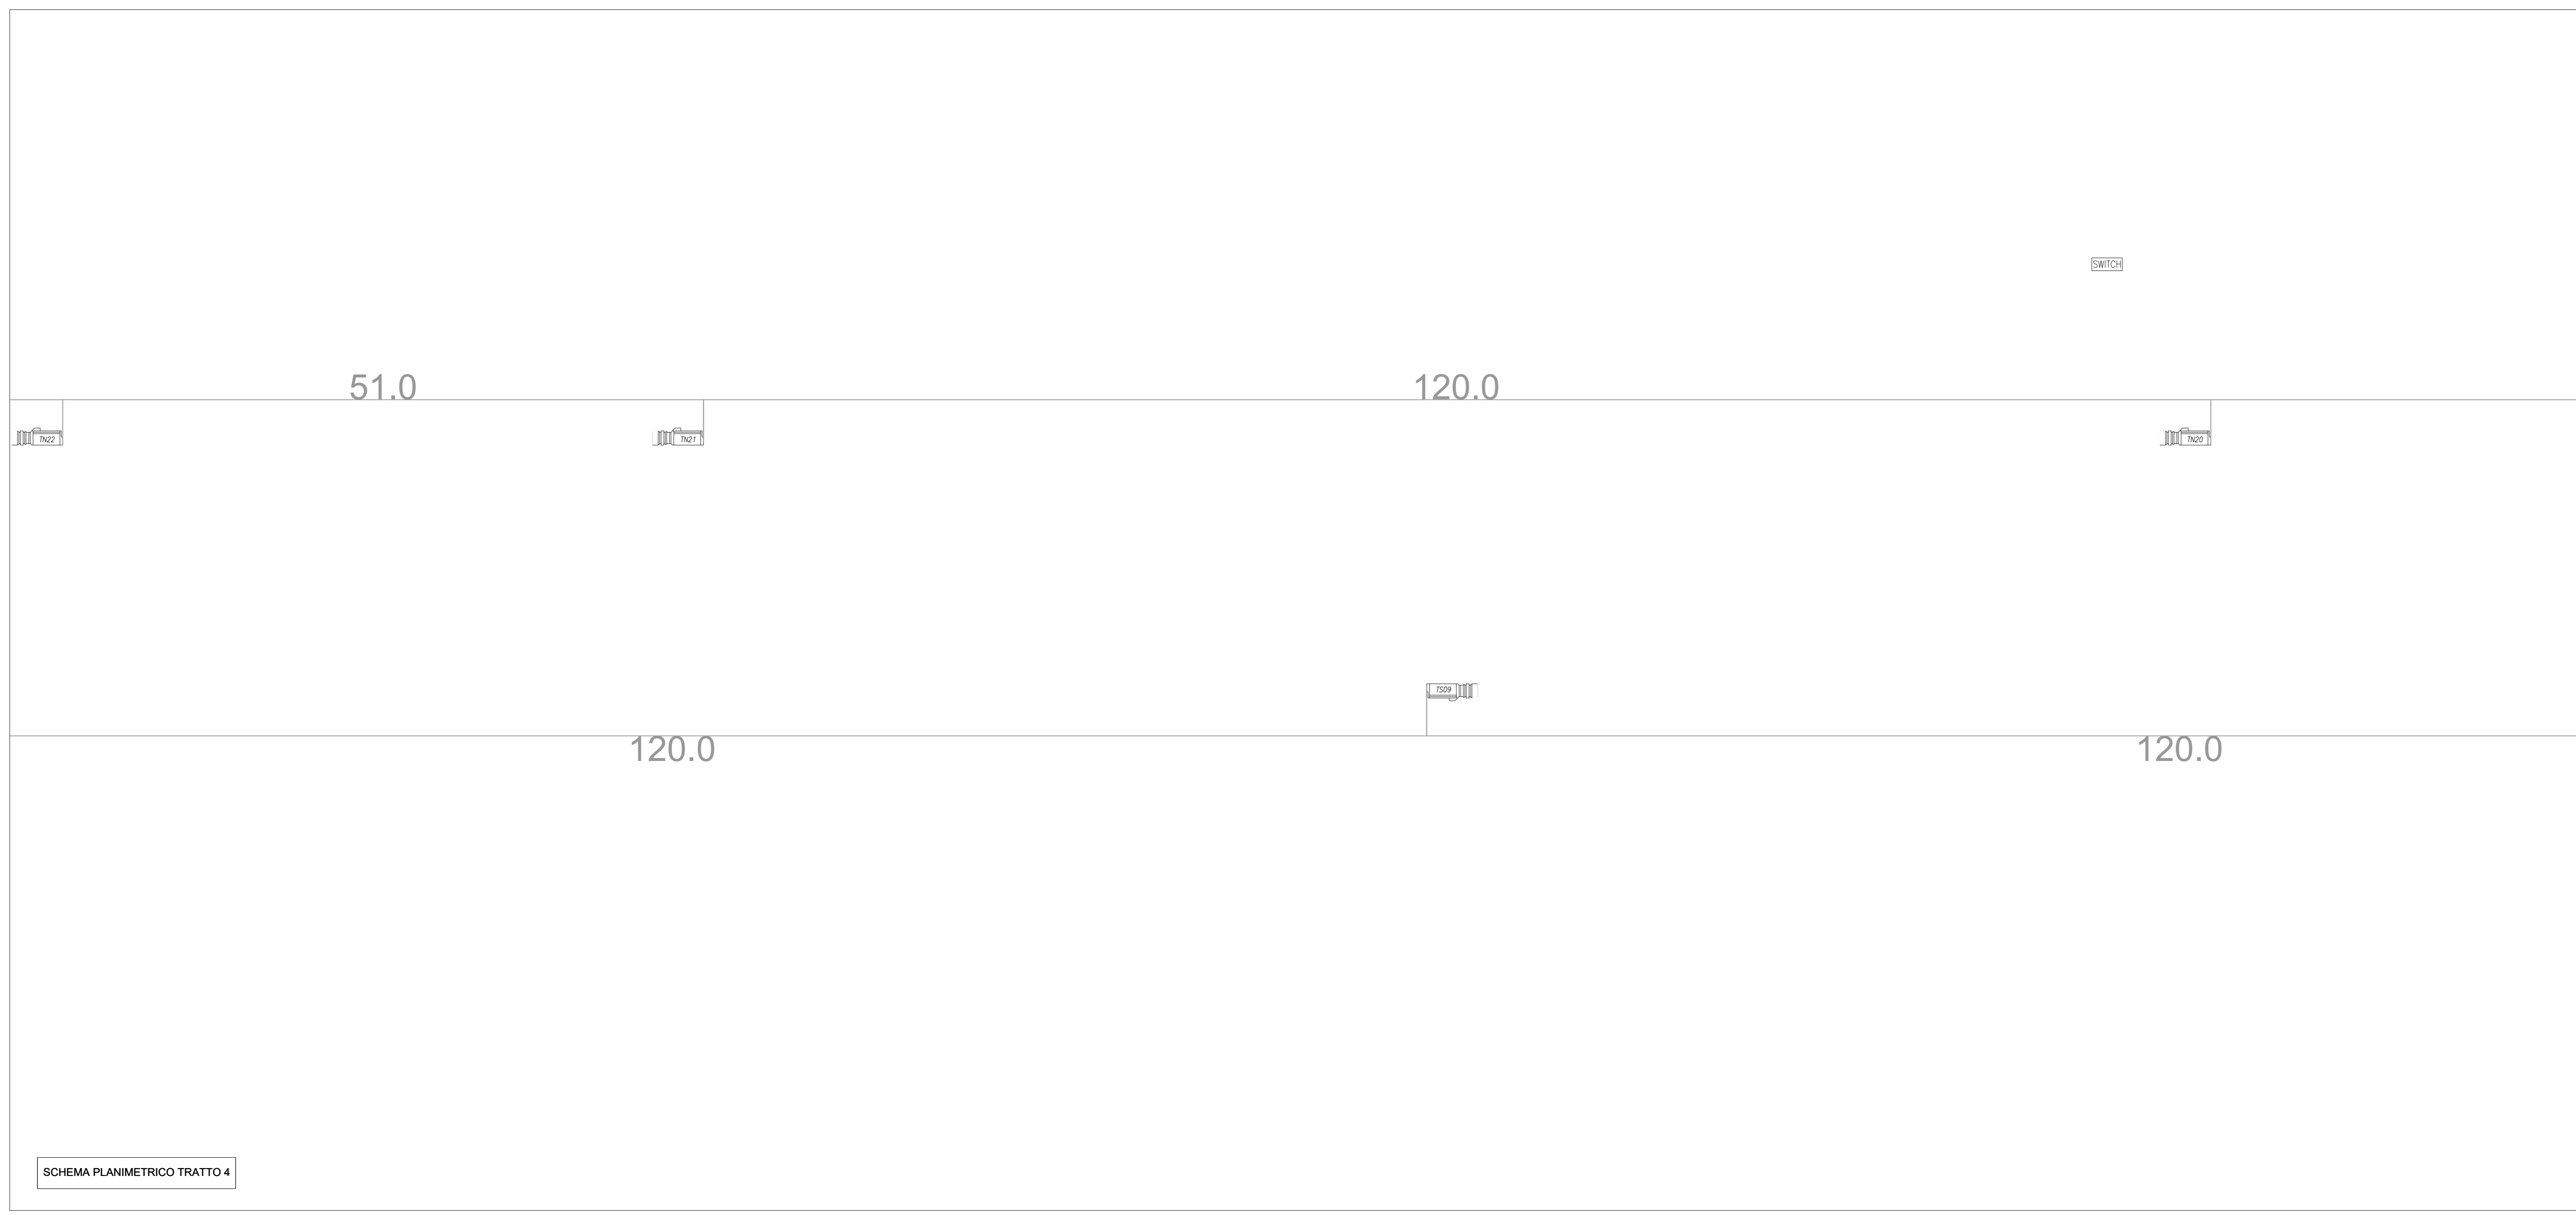 SWITCH
51.0
120.0
TN22
TN21
TN20
TS09
120.0
120.0
SCHEMA PLANIMETRICO TRATTO 4